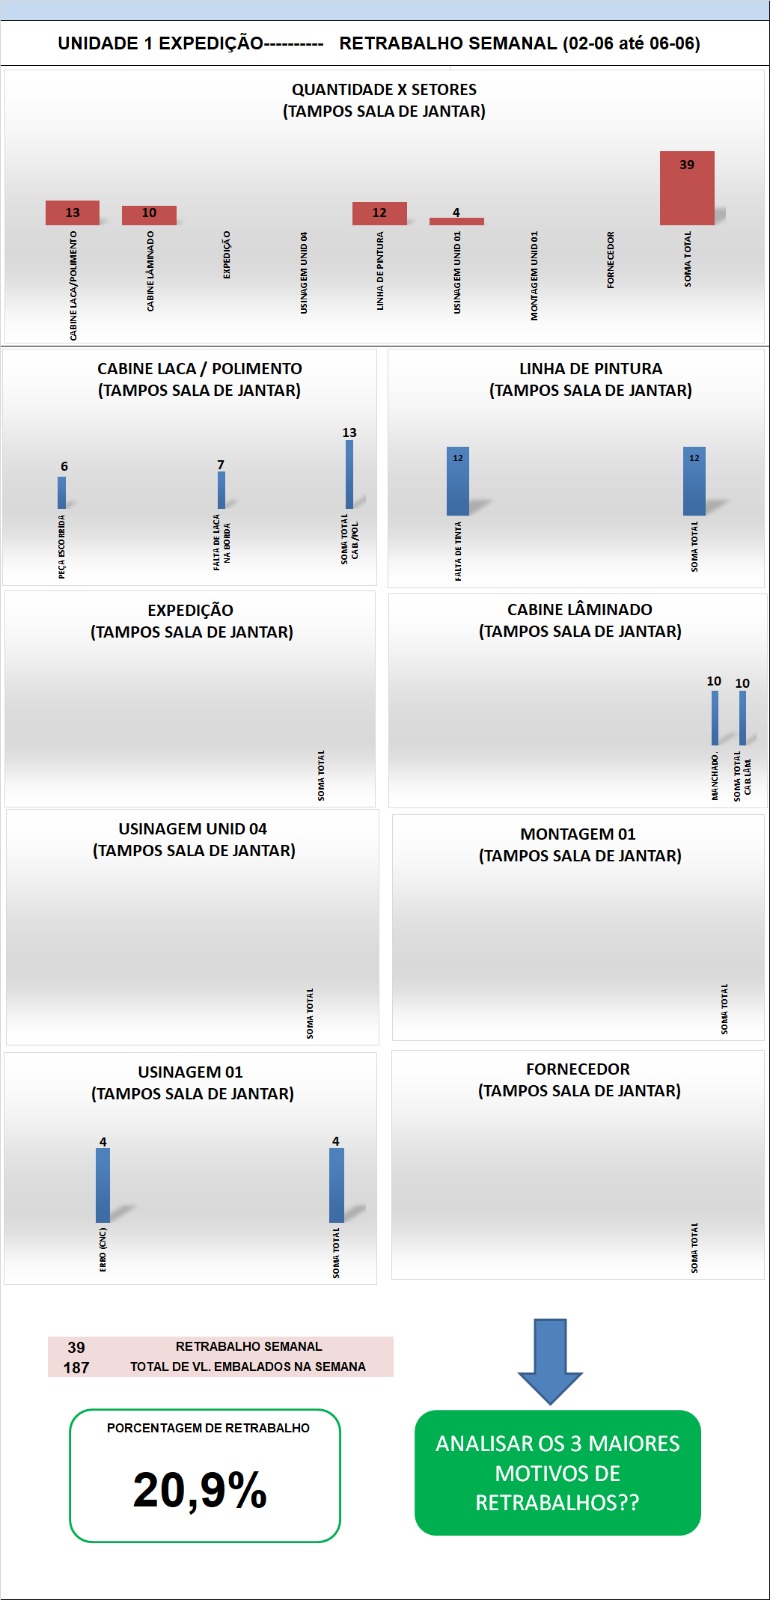 UNIDADE 1 EXPEDIÇÃO---------- RETRABALHO SEMANAL (02-06 até 06-06)
QUANTIDADE X SETORES
(TAMPOS SALA DE JANTAR)
13
10
12
4
39
CABINE LACA/POLIMENTO
CABINE LÂMINADO
EXPEDIÇÃO
USINAGEM UNID 04
LINHA DE PINTURA
USINAGEM UNID 01
MONTAGEM UNID 01
FORNECEDOR
SOMA TOTAL
CABINE LACA / POLIMENTO
(TAMPOS SALA DE JANTAR)
6
7
13
PEÇA ESCORRIDA
FALTA DE LACA
NA BORDA
SOMA TOTAL
CAB./POL.
LINHA DE PINTURA
(TAMPOS SALA DE JANTAR)
12
12
FALTA DE TINTA
SOMA TOTAL
EXPEDIÇÃO
(TAMPOS SALA DE JANTAR)
SOMA TOTAL
CABINE LÂMINADO
(TAMPOS SALA DE JANTAR)
10
10
MANCHADO.
SOMA TOTAL
CAB LÂM.
USINAGEM UNID 04
(TAMPOS SALA DE JANTAR)
SOMA TOTAL
MONTAGEM 01
(TAMPOS SALA DE JANTAR)
SOMA TOTAL
USINAGEM 01
(TAMPOS SALA DE JANTAR)
4
4
ERRO (CNC)
SOMA TOTAL
FORNECEDOR
(TAMPOS SALA DE JANTAR)
SOMA TOTAL
39 RETRABALHO SEMANAL
187 TOTAL DE VL. EMBALADOS NA SEMANA
PORCENTAGEM DE RETRABALHO
20,9%
ANALISAR OS 3 MAIORES
MOTIVOS DE
RETRABALHOS??